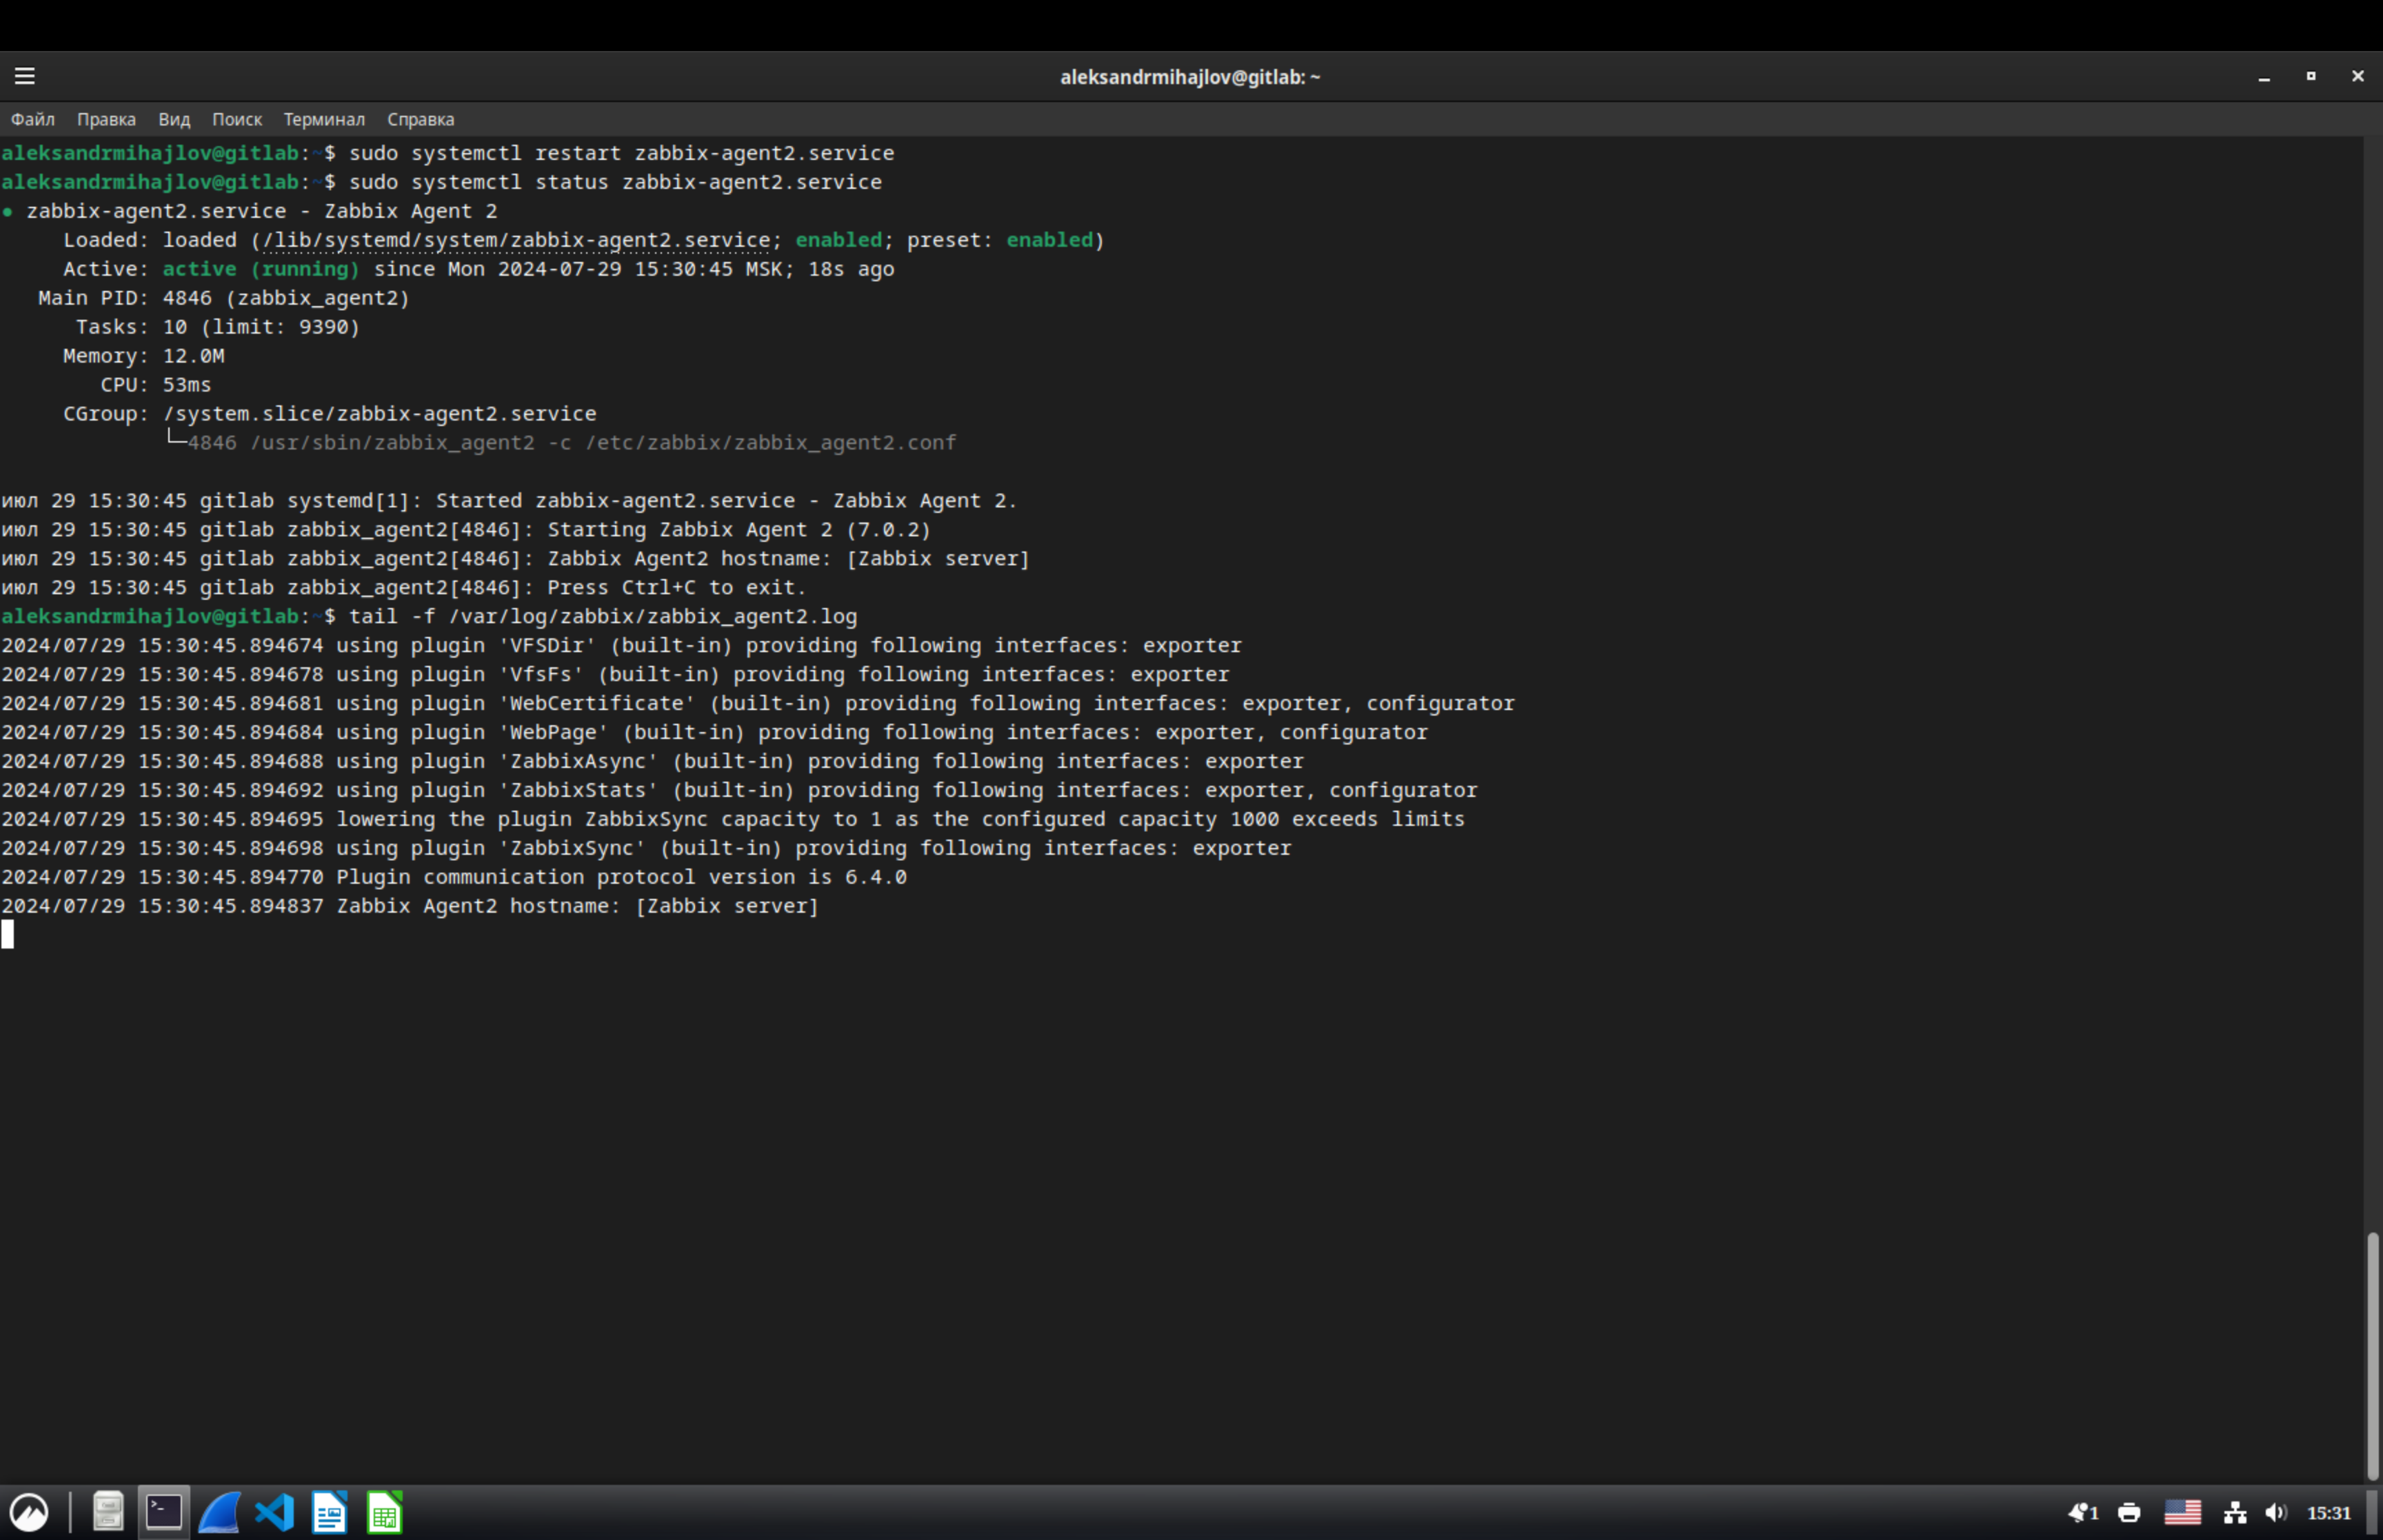 aleksandrmihajlov@gitlab: ~
Файл Правка Вид Поиск Терминал Справка
aleksandrmihajlov@gitlab:~$ sudo systemctl restart zabbix-agent2.service
aleksandrmihajlov@gitlab:~$ sudo systemctl status zabbix-agent2.service
● zabbix-agent2.service - Zabbix Agent 2
Loaded: loaded (/lib/systemd/system/zabbix-agent2.service; enabled; preset: enabled)
Active: active (running) since Mon 2024-07-29 15:30:45 MSK; 18s ago
Main PID: 4846 (zabbix_agent2)
Tasks: 10 (limit: 9390)
Memory: 12.0M
CPU: 53ms
CGroup: /system.slice/zabbix-agent2.service
└─4846 /usr/sbin/zabbix_agent2 -c /etc/zabbix/zabbix_agent2.conf
июл 29 15:30:45 gitlab systemd[1]: Started zabbix-agent2.service - Zabbix Agent 2.
июл 29 15:30:45 gitlab zabbix_agent2[4846]: Starting Zabbix Agent 2 (7.0.2)
июл 29 15:30:45 gitlab zabbix_agent2[4846]: Zabbix Agent2 hostname: [Zabbix server]
июл 29 15:30:45 gitlab zabbix_agent2[4846]: Press Ctrl+C to exit.
aleksandrmihajlov@gitlab:~$ tail -f /var/log/zabbix/zabbix_agent2.log
2024/07/29 15:30:45.894674 using plugin 'VFSDir' (built-in) providing following interfaces: exporter
2024/07/29 15:30:45.894678 using plugin 'VfsFs' (built-in) providing following interfaces: exporter
2024/07/29 15:30:45.894681 using plugin 'WebCertificate' (built-in) providing following interfaces: exporter, configurator
2024/07/29 15:30:45.894684 using plugin 'WebPage' (built-in) providing following interfaces: exporter, configurator
2024/07/29 15:30:45.894688 using plugin 'ZabbixAsync' (built-in) providing following interfaces: exporter
2024/07/29 15:30:45.894692 using plugin 'ZabbixStats' (built-in) providing following interfaces: exporter, configurator
2024/07/29 15:30:45.894695 lowering the plugin ZabbixSync capacity to 1 as the configured capacity 1000 exceeds limits
2024/07/29 15:30:45.894698 using plugin 'ZabbixSync' (built-in) providing following interfaces: exporter
2024/07/29 15:30:45.894770 Plugin communication protocol version is 6.4.0
2024/07/29 15:30:45.894837 Zabbix Agent2 hostname: [Zabbix server]
1 15:31